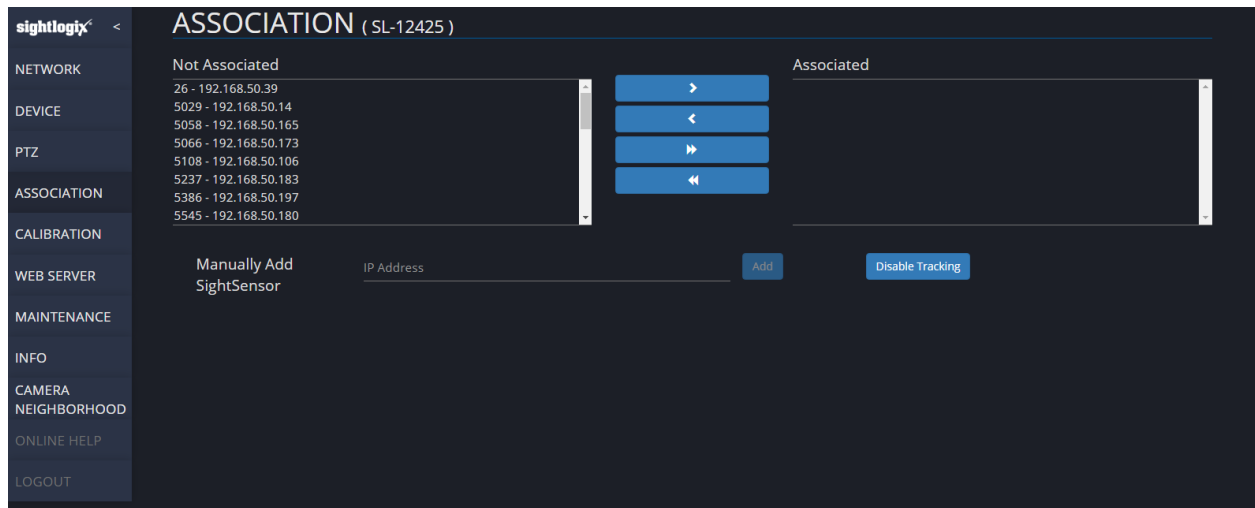 sightlogix <
NETWORK
DEVICE
PTZ
ASSOCIATION
CALIBRATION
WEB SERVER
MAINTENANCE
INFO
CAMERA
NEIGHBORHOOD
ONLINE HELP
LOGOUT
ASSOCIATION ( SL-12425 )
Not Associated
26 - 192.168.50.39
5029 - 192.168.50.14
5058 - 192.168.50.165
5066 - 192.168.50.173
5108 - 192.168.50.106
5237 - 192.168.50.183
5386 - 192.168.50.197
5545 - 192.168.50.180
Associated
Manually Add
SightSensor
IP Address
Add
Disable Tracking